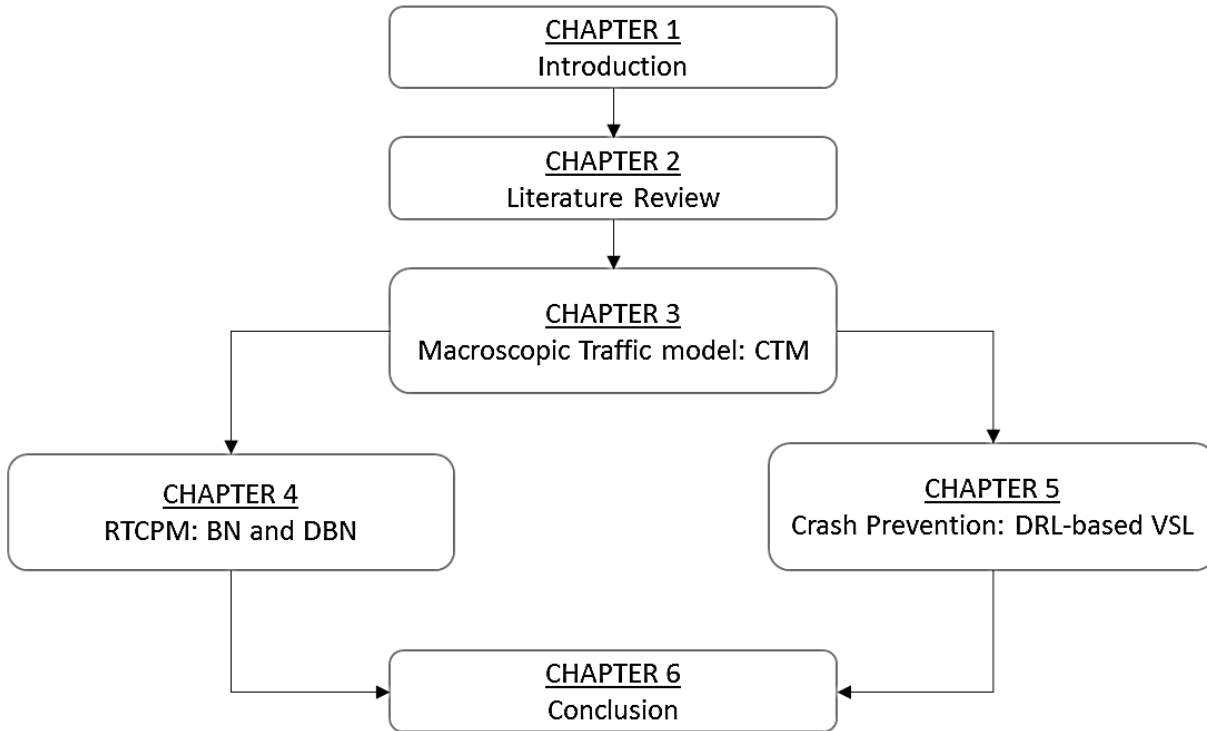 CHAPTER 1
Introduction
CHAPTER 2
Literature Review
CHAPTER 3
Macroscopic Traffic model: CTM
CHAPTER 4
RTCPM: BN and DBN
CHAPTER 5
Crash Prevention: DRL-based VSL
CHAPTER 6
Conclusion